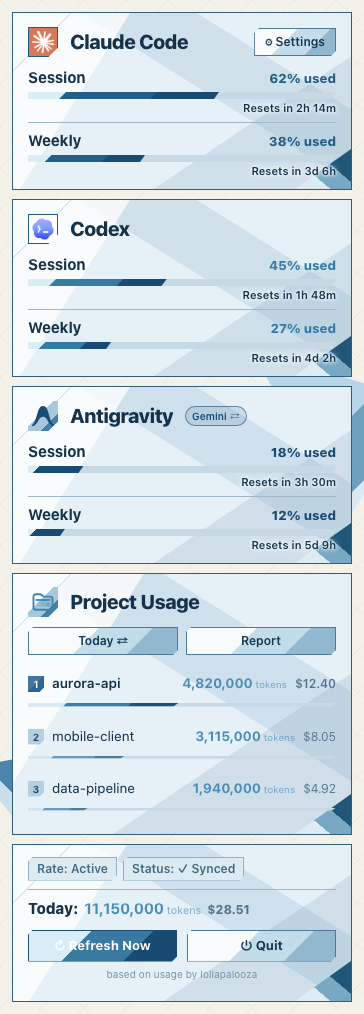 Claude Code
⚙ Settings
Session 62% used
Resets in 2h 14m
Weekly 38% used
Resets in 3d 6h
Codex
Session 45% used
Resets in 1h 48m
Weekly 27% used
Resets in 4d 2h
Antigravity Gemini ⇄
Session 18% used
Resets in 3h 30m
Weekly 12% used
Resets in 5d 9h
Project Usage
Today ⇄ Report
1 aurora-api 4,820,000 tokens $12.40
2 mobile-client 3,115,000 tokens $8.05
3 data-pipeline 1,940,000 tokens $4.92
Rate: Active Status: ✓ Synced
Today: 11,150,000 tokens $28.51
↻ Refresh Now ⏻ Quit
based on usage by lollapalooza